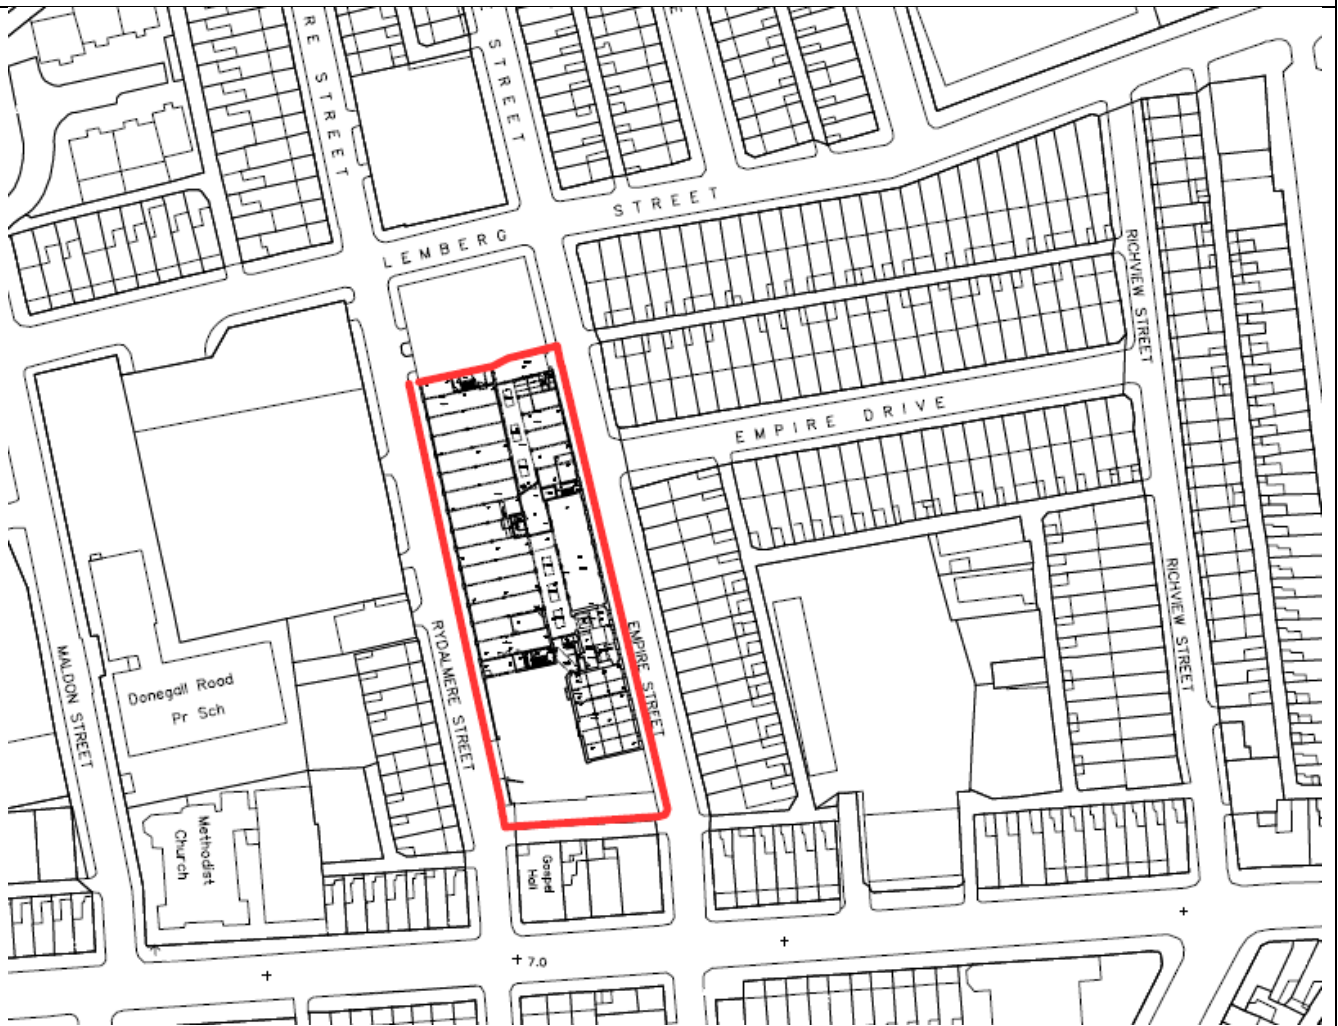 RE STREET
STREET
E
STREET
LEMBERG
RICHVIEW STREET
EMPIRE DRIVE
RICHVIEW STREET
EMPIRE STREET
RYDALMERE STREET
MALDON STREET
Donegall Road
Pr Sch
Methodist
Church
Gospel
Hall
7.0